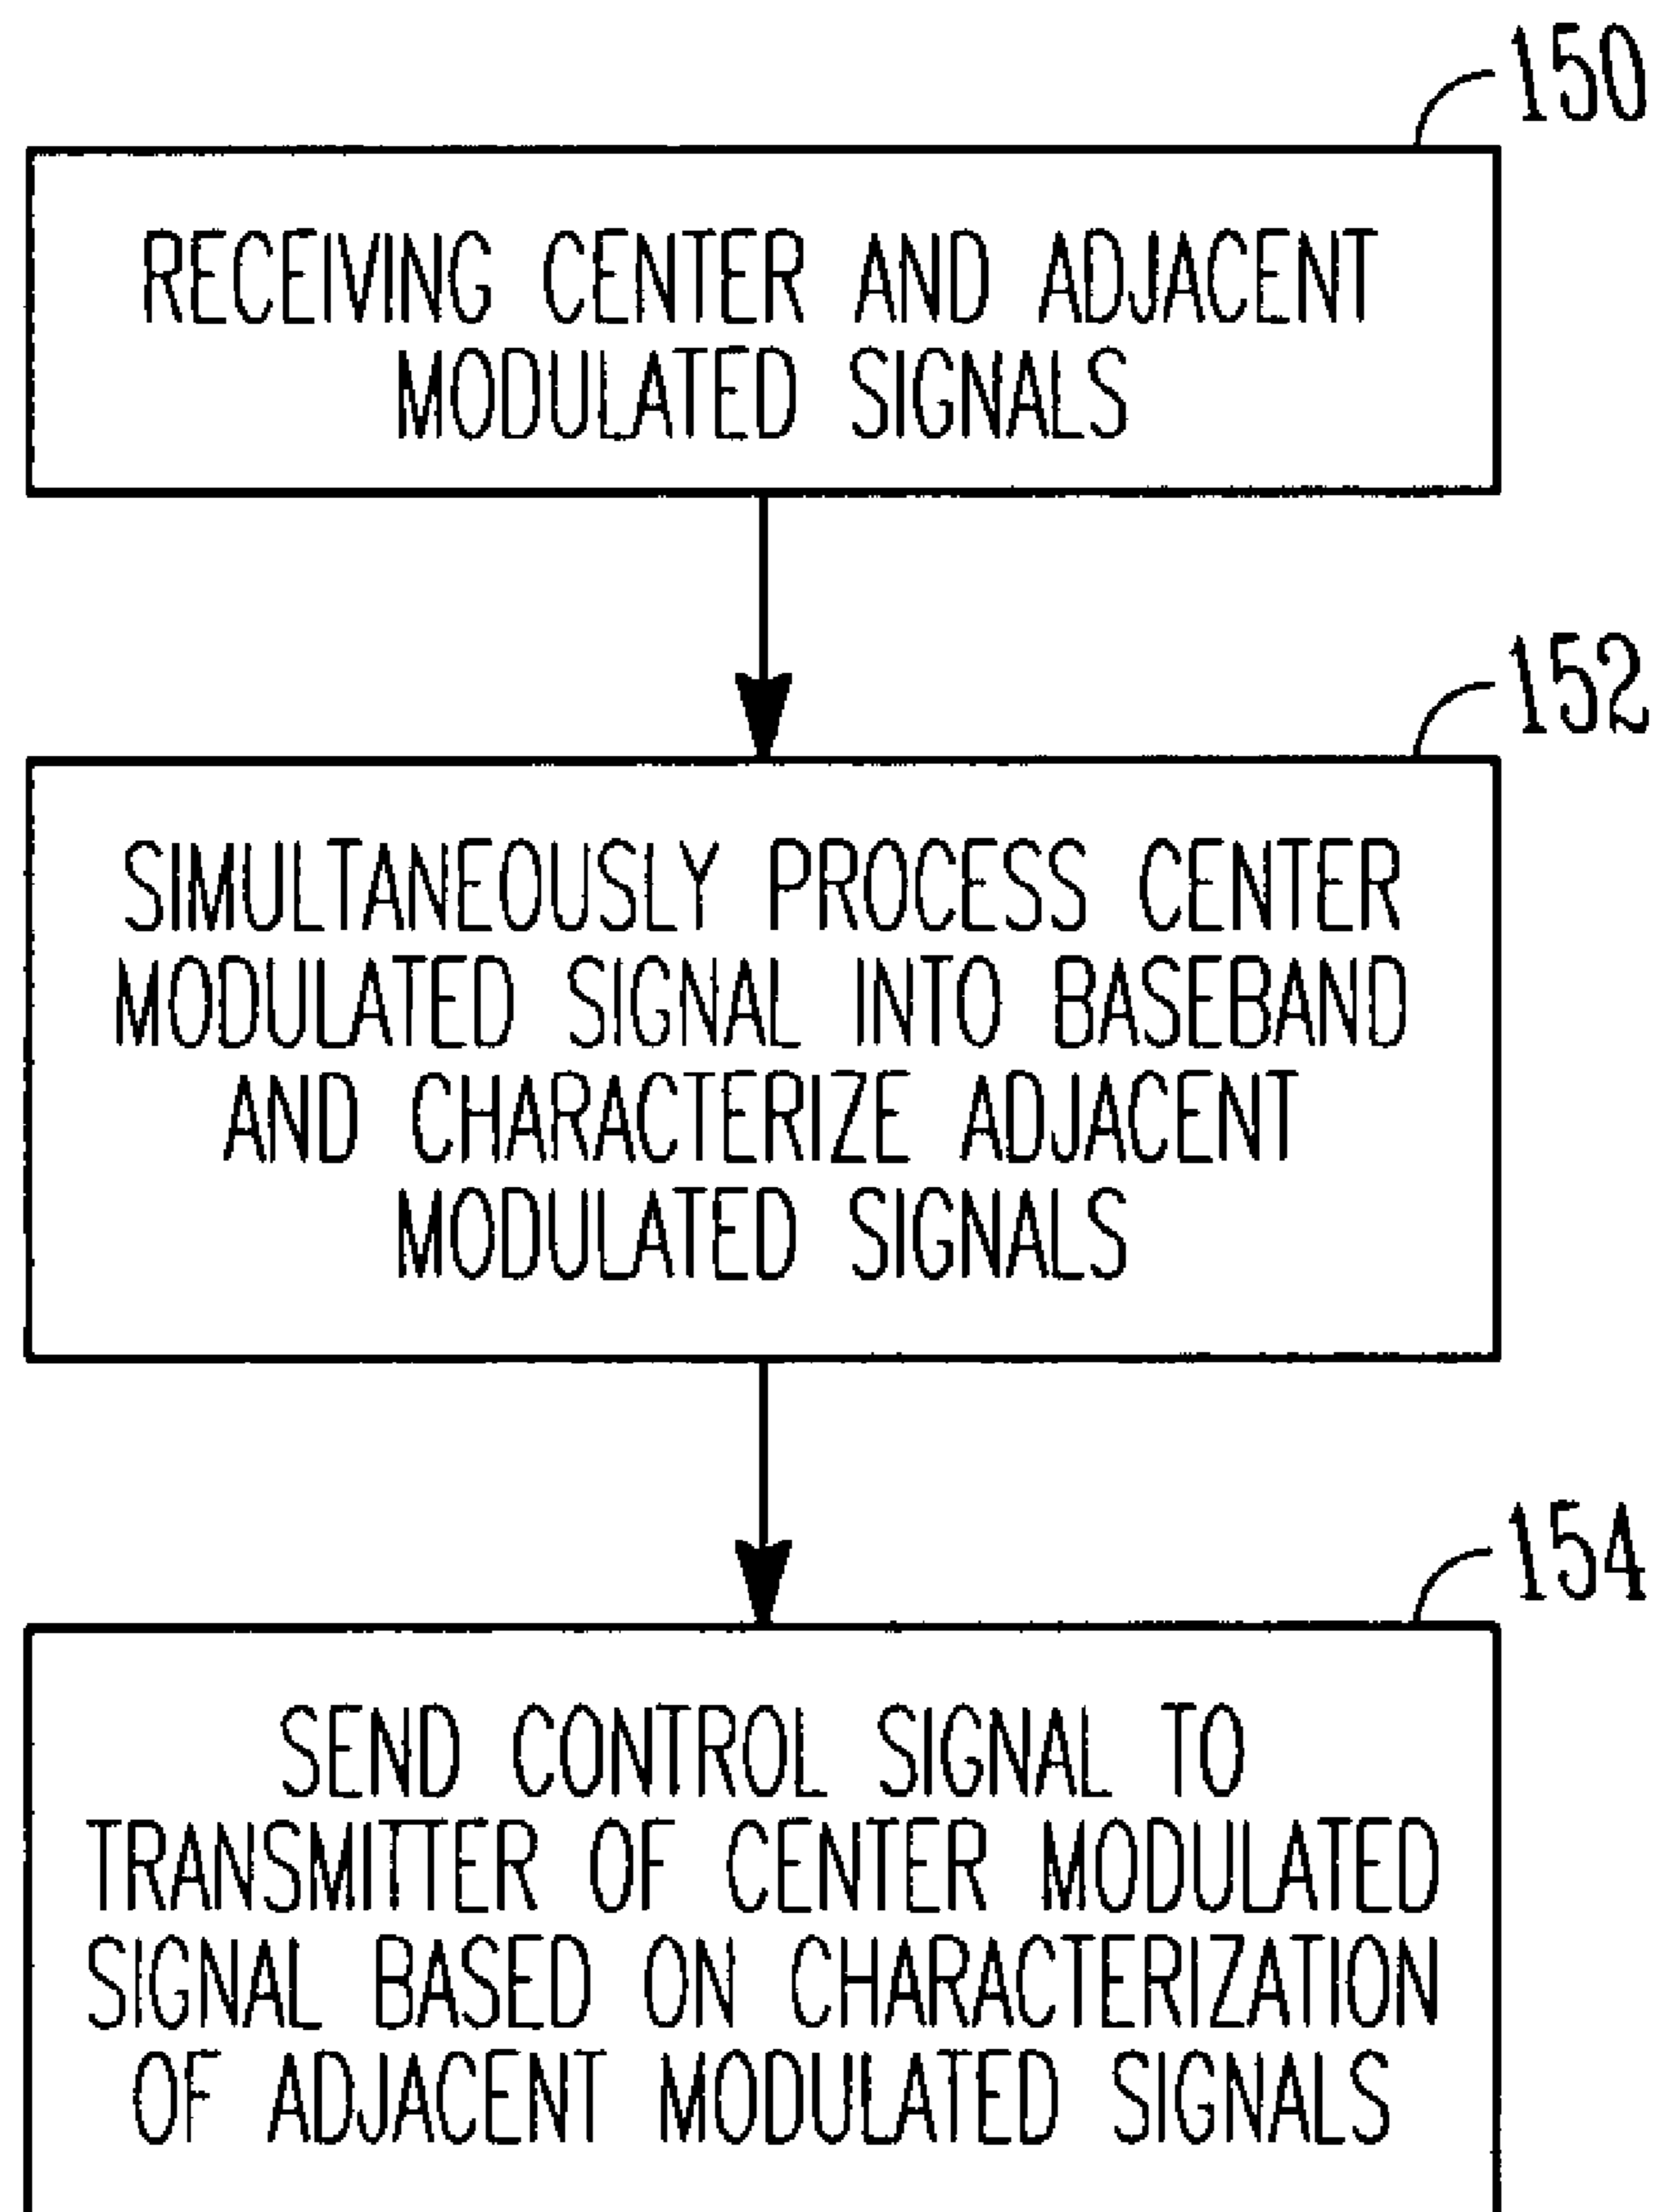 150
RECEIVING CENTER AND ADJACENT
MODULATED SIGNALS
152
SIMULTANEOUSLY PROCESS CENTER
MODULATED SIGNAL INTO BASEBAND
AND CHARACTERIZE ADJACENT
MODULATED SIGNALS
154
SEND CONTROL SIGNAL TO
TRANSMITTER OF CENTER MODULATED
SIGNAL BASED ON CHARACTERIZATION
OF ADJACENT MODULATED SIGNALS